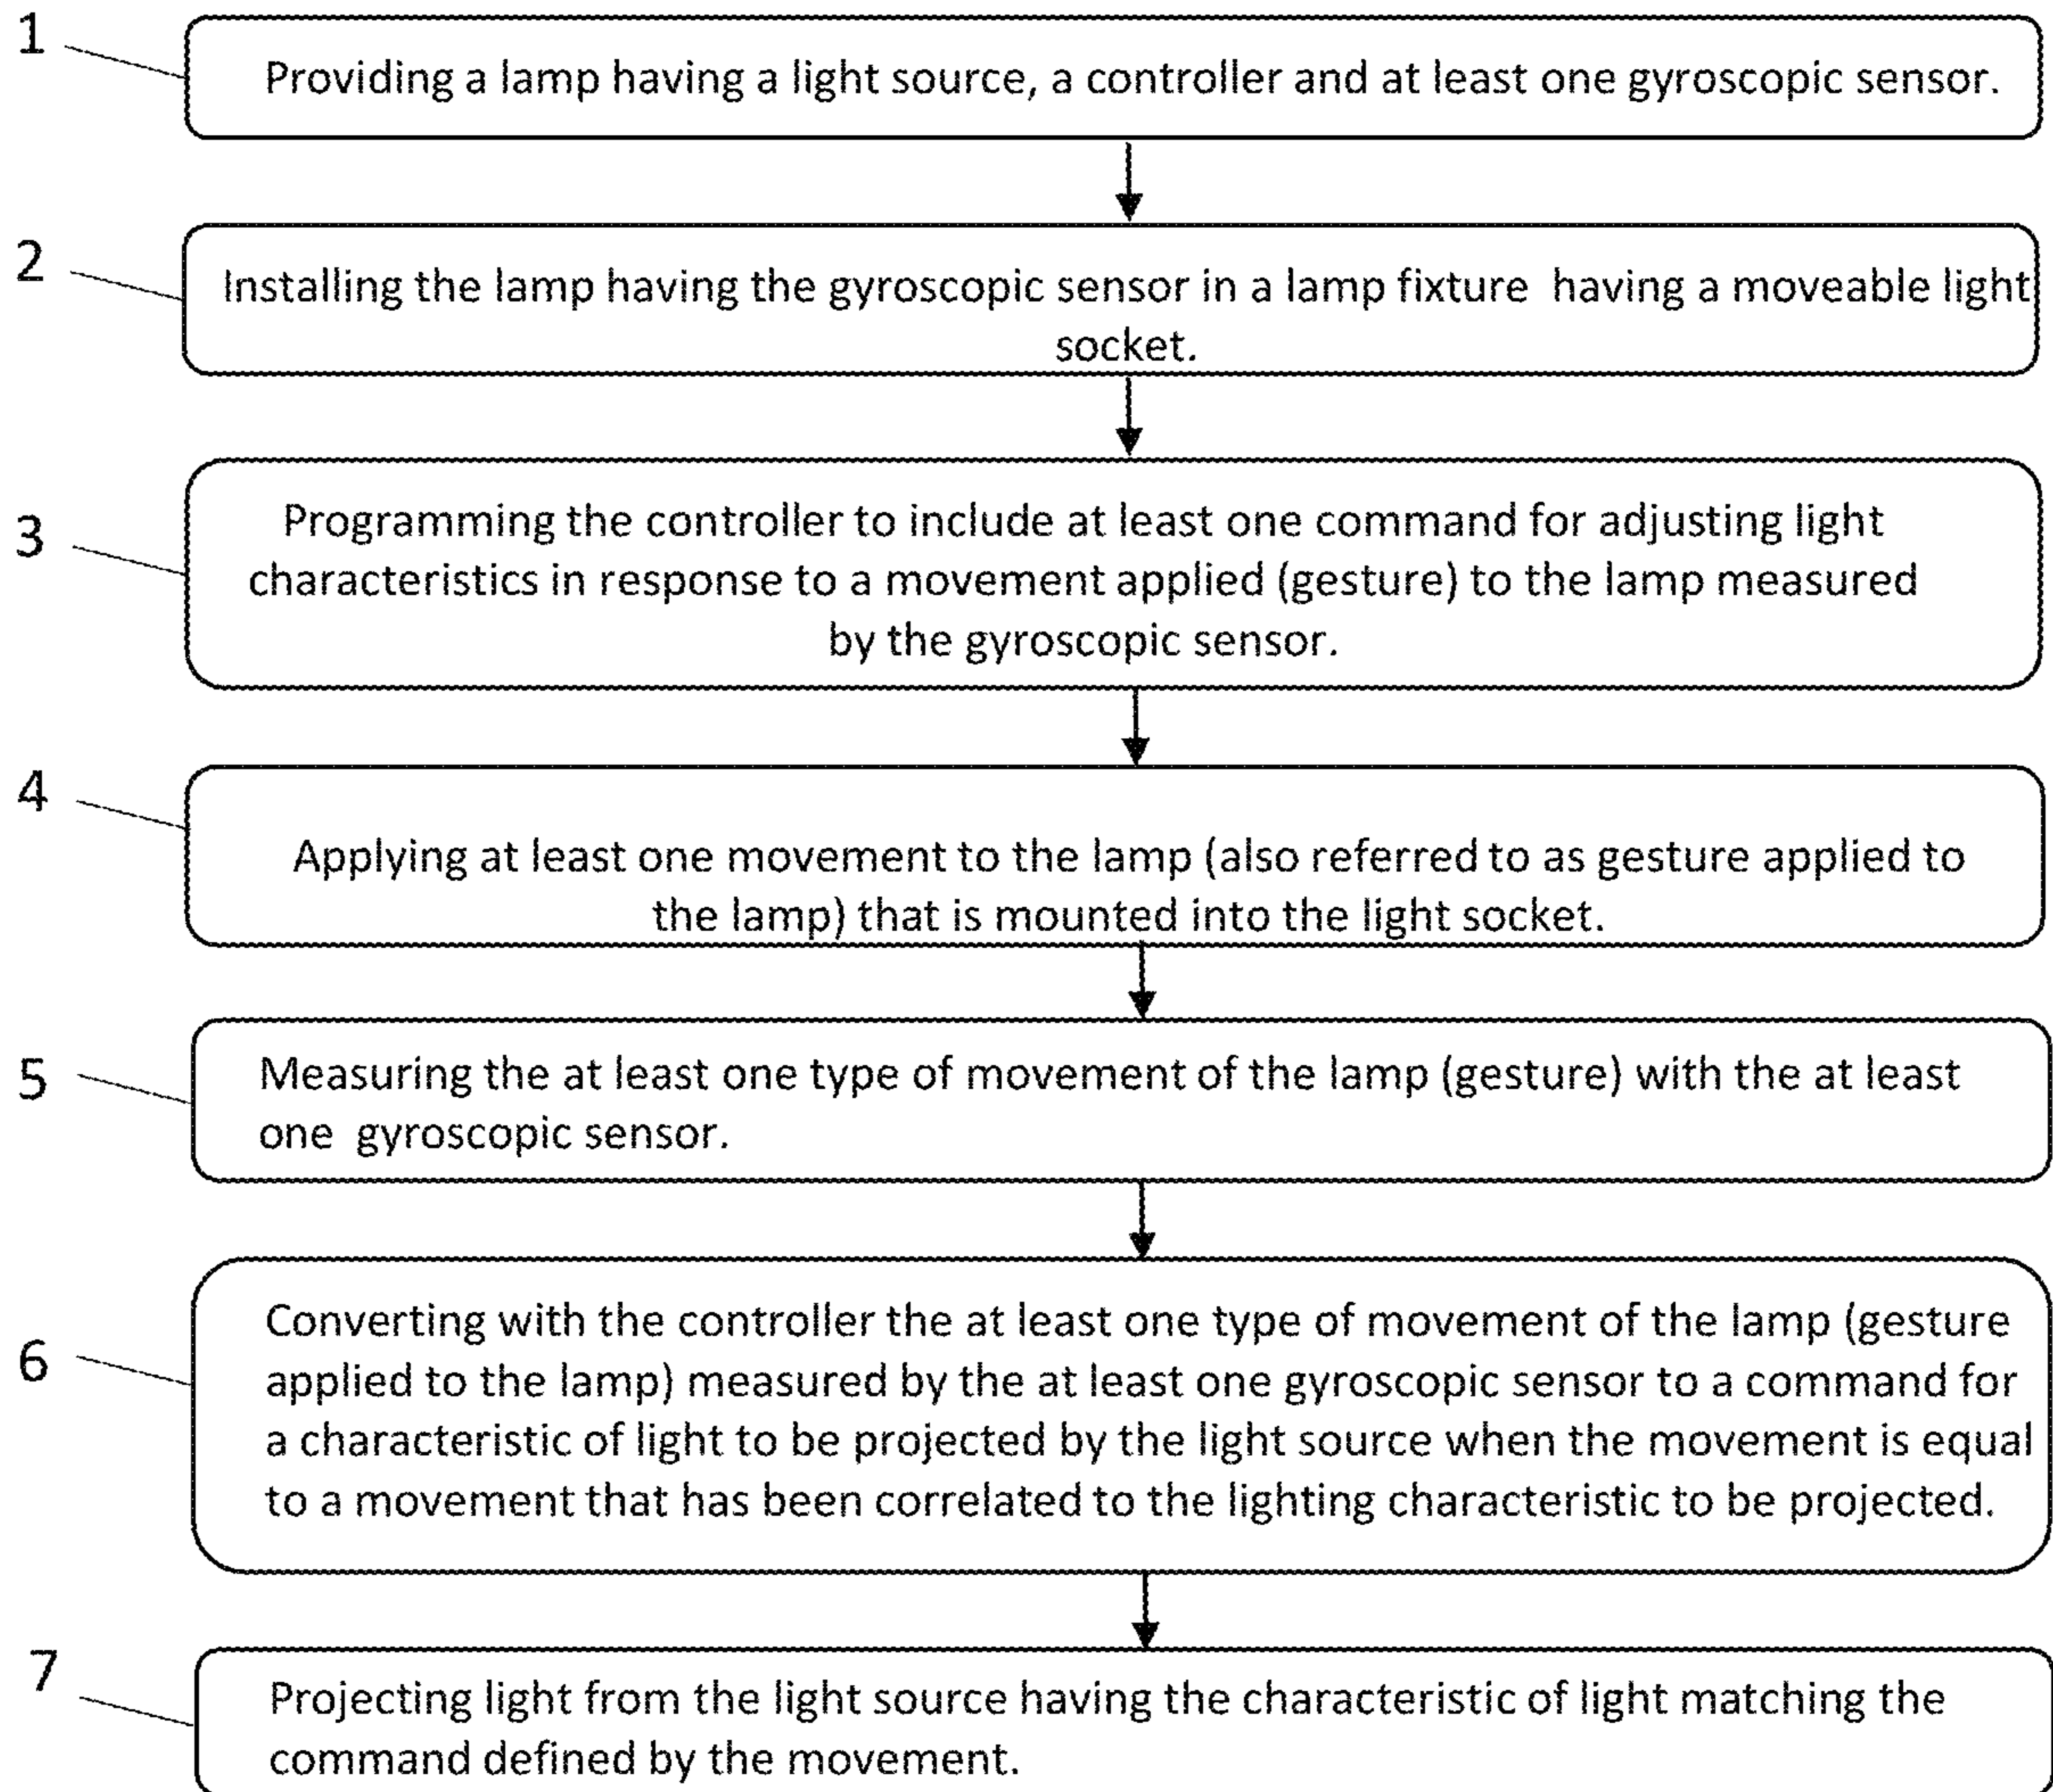 1
Providing a lamp having a light source, a controller and at least one gyroscopic sensor.
2
Installing the lamp having the gyroscopic sensor in a lamp fixture having a moveable light
socket.
3
Programming the controller to include at least one command for adjusting light
characteristics in response to a movement applied (gesture) to the lamp measured
by the gyroscopic sensor.
4
Applying at least one movement to the lamp (also referred to as gesture applied to
the lamp) that is mounted into the light socket.
5
Measuring the at least one type of movement of the lamp (gesture) with the at least
one gyroscopic sensor.
6
Converting with the controller the at least one type of movement of the lamp (gesture
applied to the lamp) measured by the at least one gyroscopic sensor to a command for
a characteristic of light to be projected by the light source when the movement is equal
to a movement that has been correlated to the lighting characteristic to be projected.
7
Projecting light from the light source having the characteristic of light matching the
command defined by the movement.